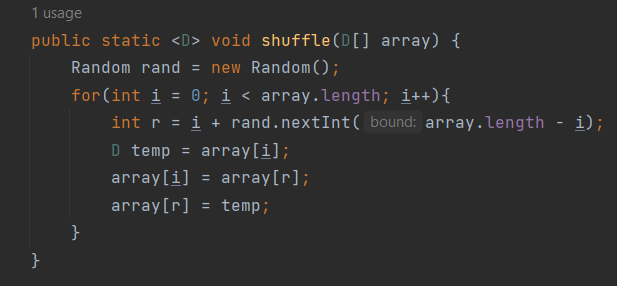 1 usage
public static <D> void shuffle(D[] array) {
Random rand = new Random();
for(int i = 0; i < array.length; i++){
int r = i + rand.nextInt( bound: array.length - i);
D temp = array[i];
array[i] = array[r];
array[r] = temp;
}
}